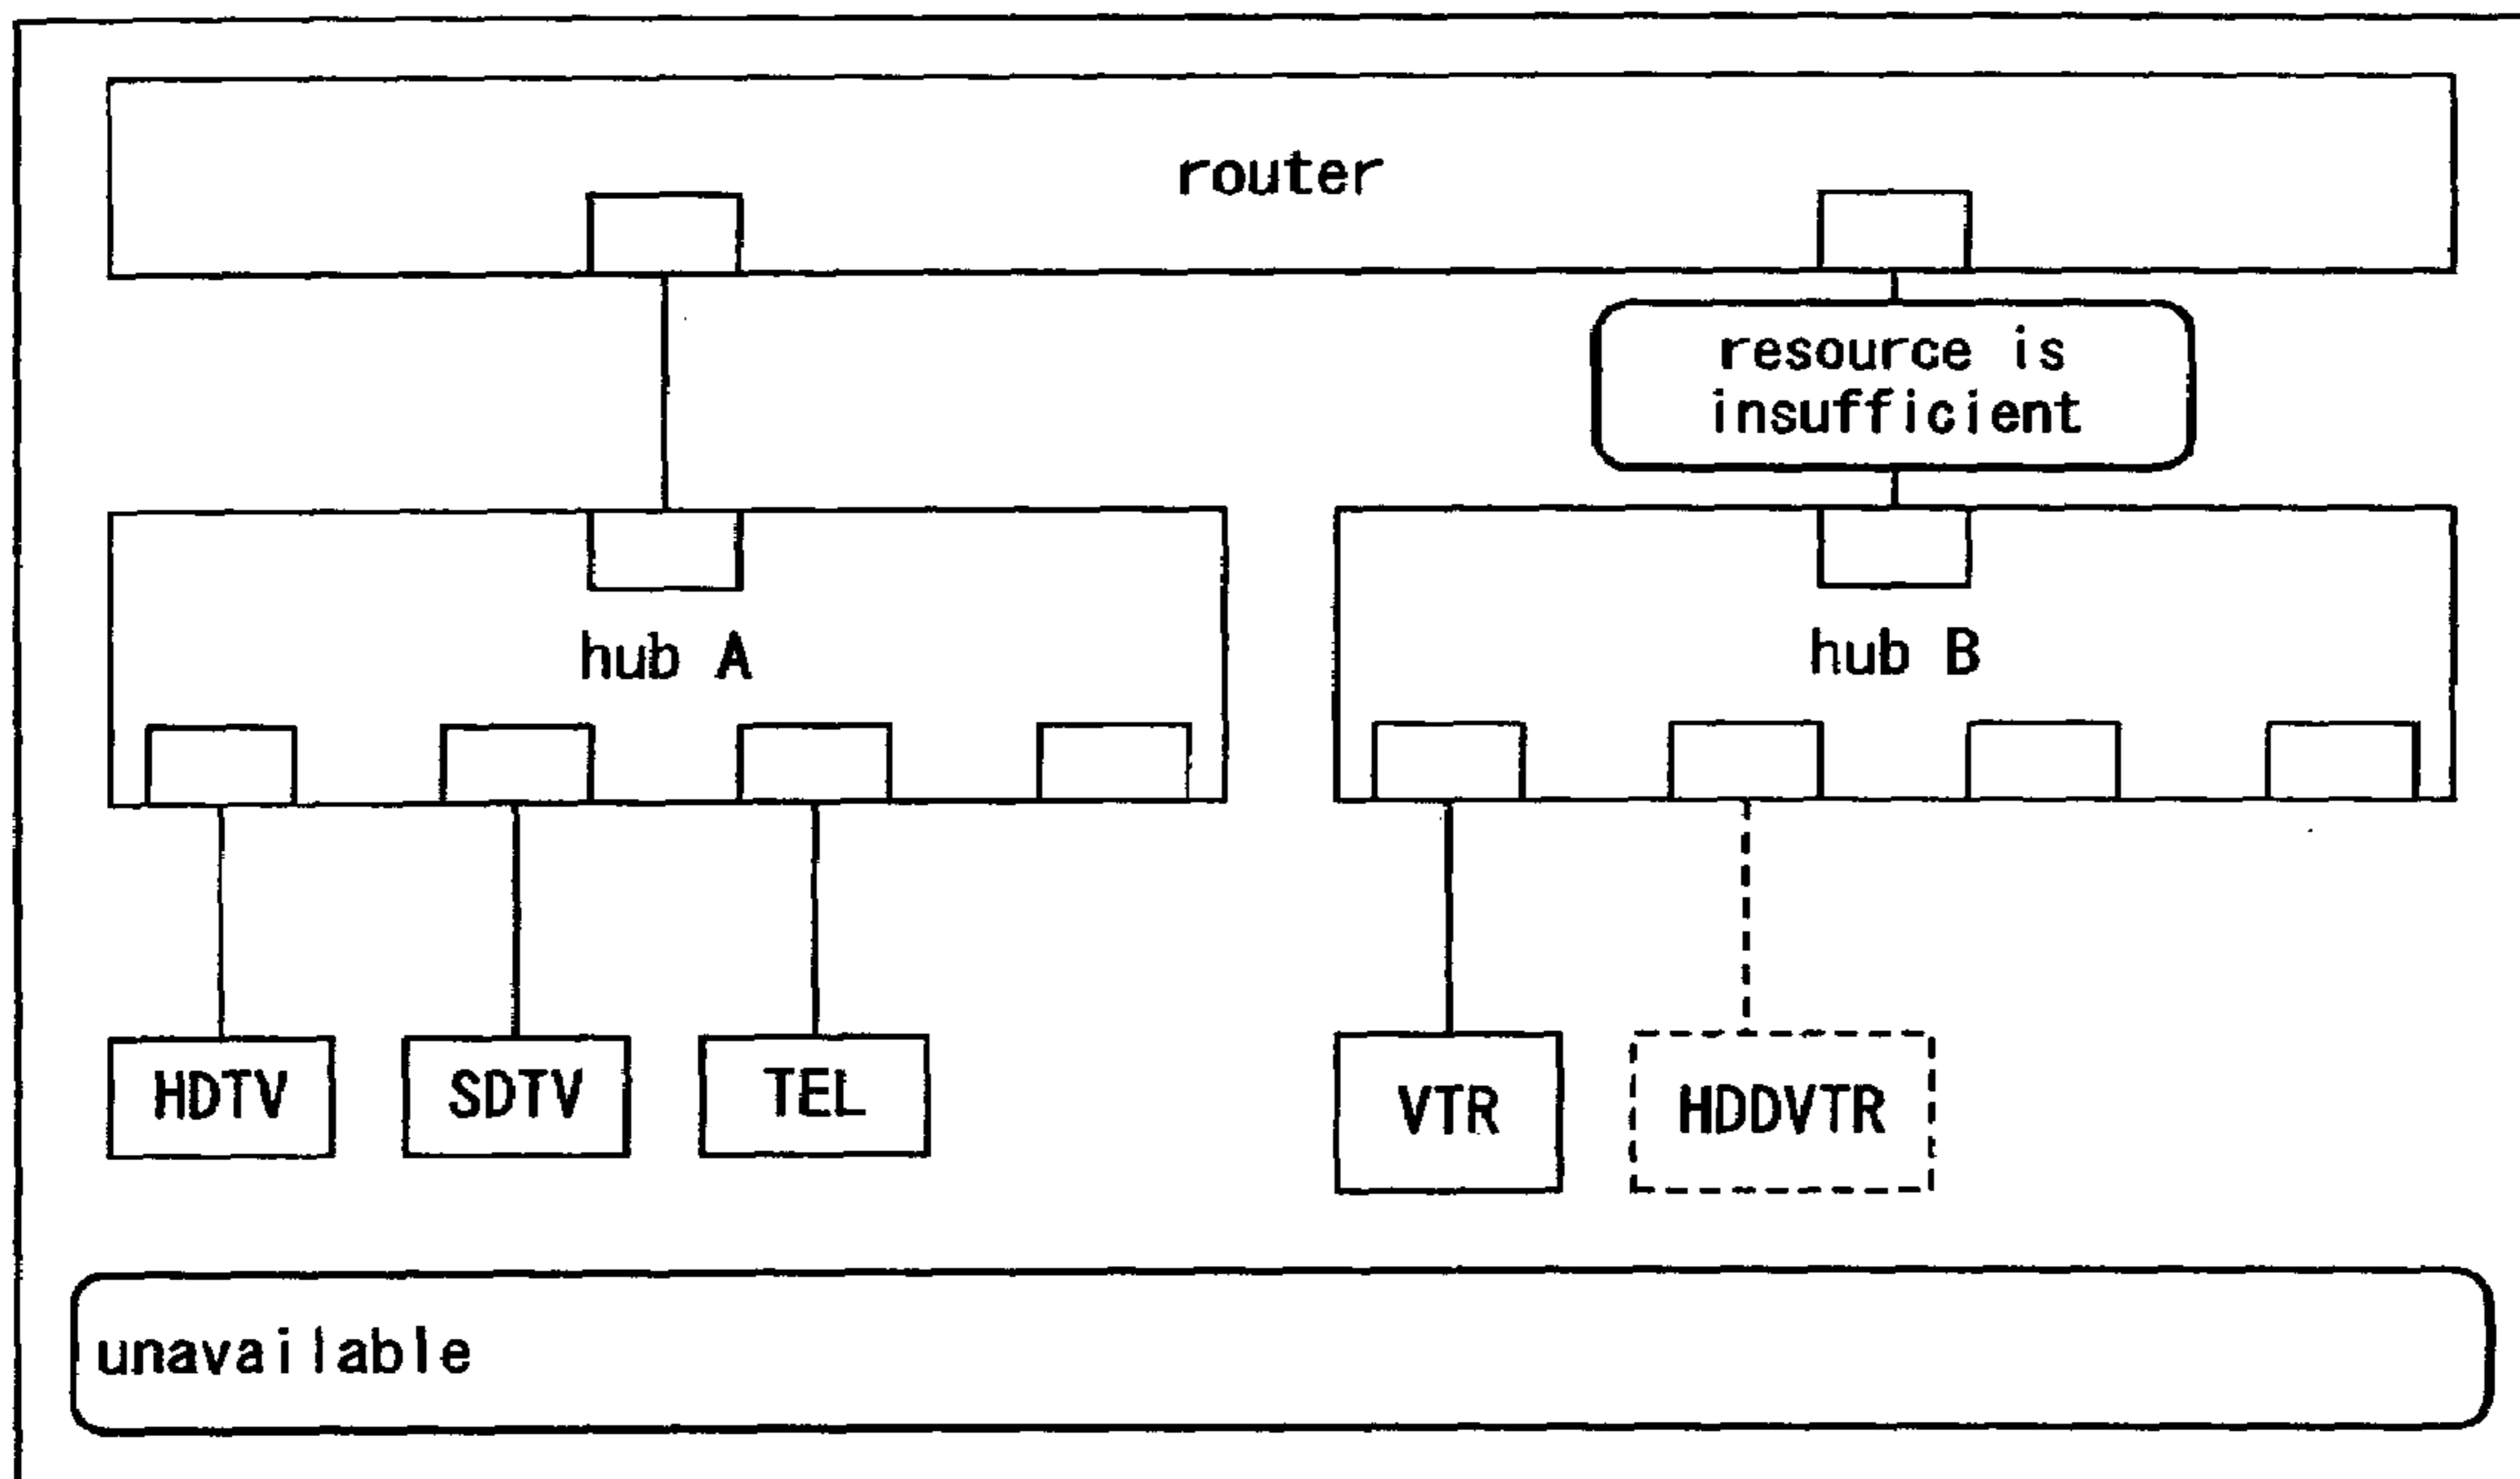 router
resource is
insufficient
hub A
hub B
HDTV
SDTV
TEL
VTR
HDDVTR
unavailable